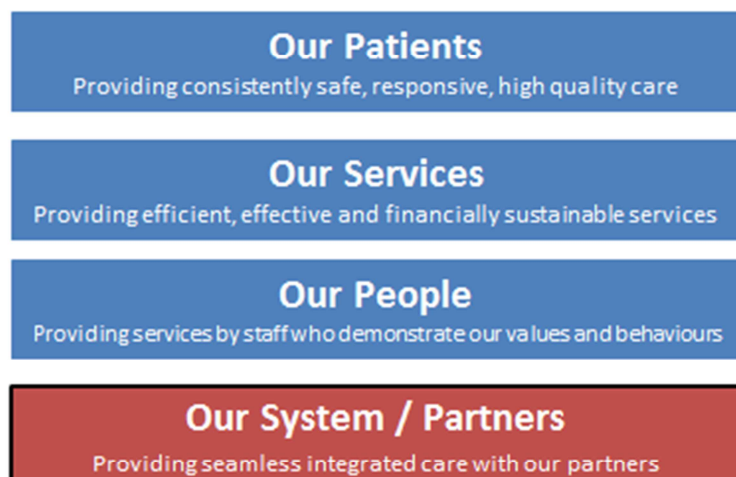 Our Patients
Providing consistently safe, responsive, high quality care
Our Services
Providing efficient, effective and financially sustainable services
Our People
Providing services by staff who demonstrate our values and behaviours
Our System / Partners
Providing seamless integrated care with our partners